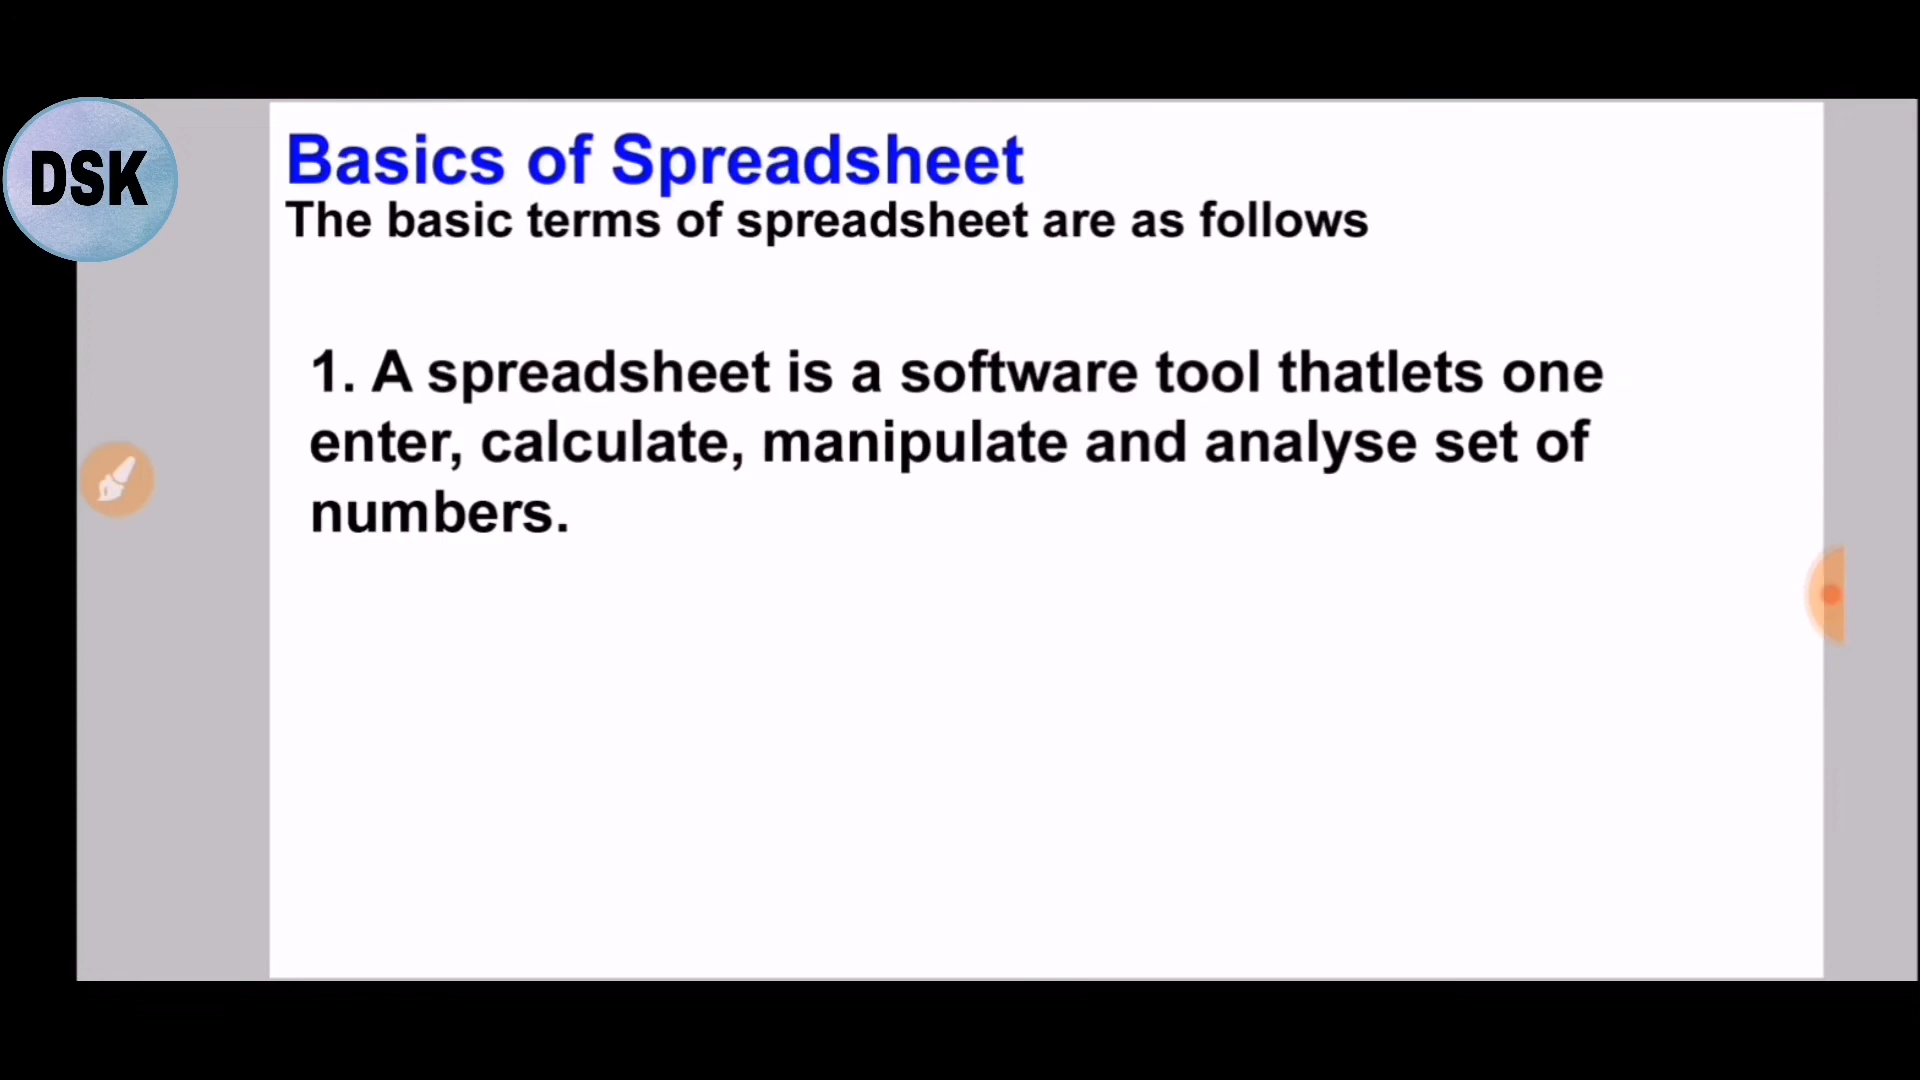 DSK
Basics of Spreadsheet
The basic terms of spreadsheet are as follows
1. A spreadsheet is a software tool thatlets one
enter, calculate, manipulate and analyse set of
numbers.